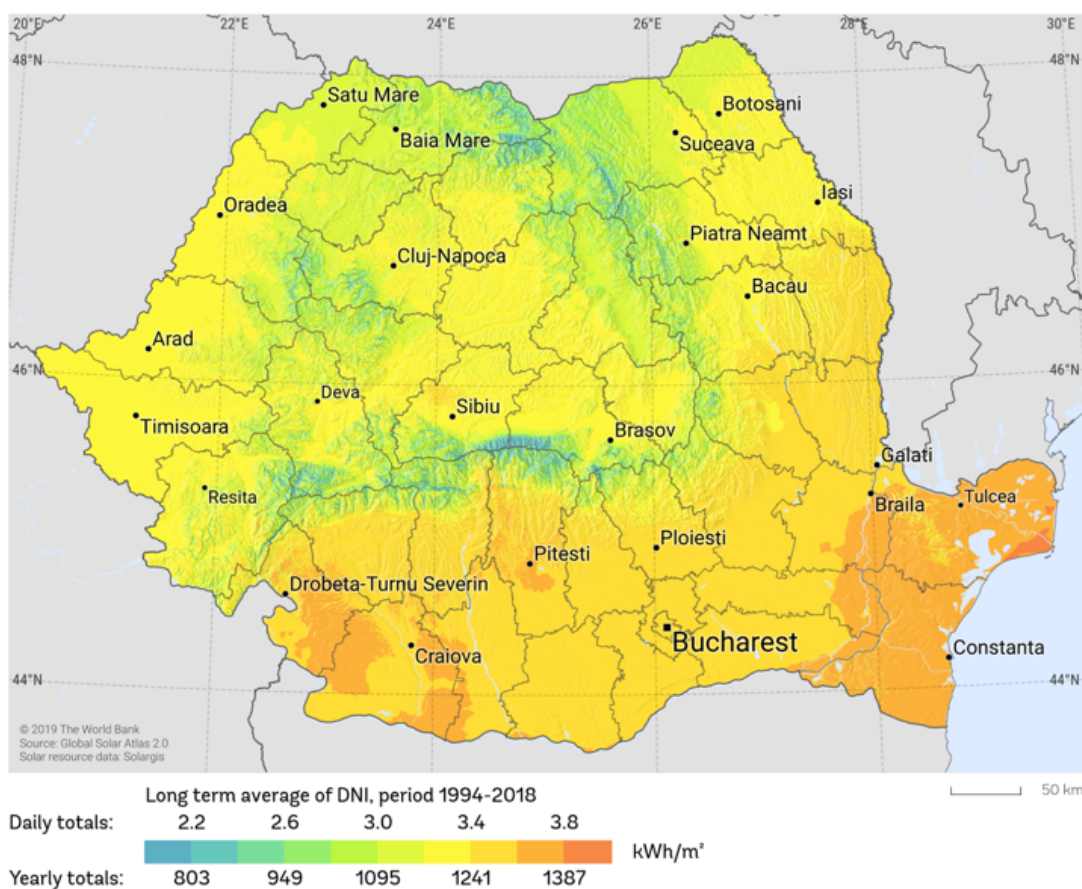 20°E 22°E 24°E 26°E 28°E 30°E
48°N 48°N
Satu Mare
Botosani
Baia Mare
Suceava
Oradea
Iasi
Piatra Neamt
Cluj-Napoca
Bacau
Arad
46°N 46°N
Deva
Sibiu
Timisoara
Brasov
Galati
Resita
Tulcea
Braila
Ploiesti
Pitesti
Drobeta-Turnu Severin
Bucharest
Constanta
Craiova
44°N 44°N
© 2019 The World Bank
Source: Global Solar Atlas 2.0
Solar resource data: Solargis
50 km
Long term average of DNI, period 1994-2018
Daily totals: 2.2 2.6 3.0 3.4 3.8
kWh/m²
Yearly totals: 803 949 1095 1241 1387